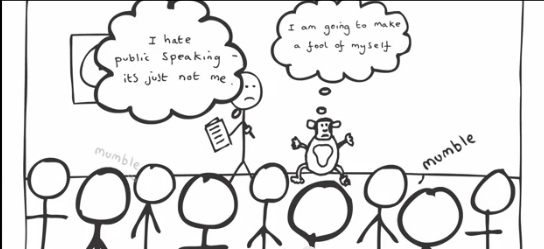 I hate
public speaking -
its just not me.
I am going to make
a fool of myself
mumble
mumble